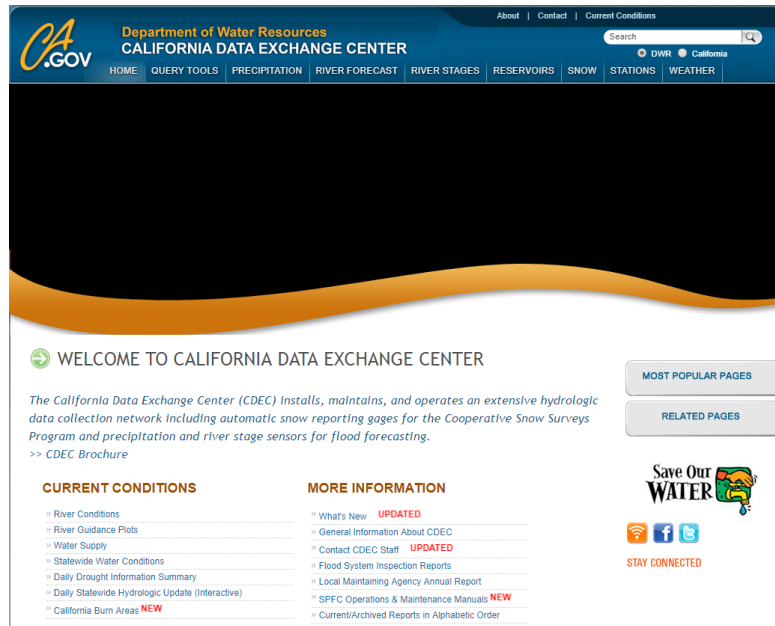 About | Contact | Current Conditions
CA
.GOV
Department of Water Resources
CALIFORNIA DATA EXCHANGE CENTER
Search
DWR California
HOME QUERY TOOLS PRECIPITATION RIVER FORECAST RIVER STAGES RESERVOIRS SNOW STATIONS WEATHER
WELCOME TO CALIFORNIA DATA EXCHANGE CENTER
The California Data Exchange Center (CDEC) installs, maintains, and operates an extensive hydrologic
data collection network including automatic snow reporting gages for the Cooperative Snow Surveys
Program and precipitation and river stage sensors for flood forecasting.
>> CDEC Brochure
CURRENT CONDITIONS
» River Conditions
» River Guidance Plots
» Water Supply
» Statewide Water Conditions
» Daily Drought Information Summary
» Daily Statewide Hydrologic Update (Interactive)
» California Burn Areas NEW
MORE INFORMATION
» What's New UPDATED
» General Information About CDEC
» Contact CDEC Staff UPDATED
» Flood System Inspection Reports
» Local Maintaining Agency Annual Report
» SPFC Operations & Maintenance Manuals NEW
» Current/Archived Reports in Alphabetic Order
MOST POPULAR PAGES
RELATED PAGES
Save Our
WATER
STAY CONNECTED